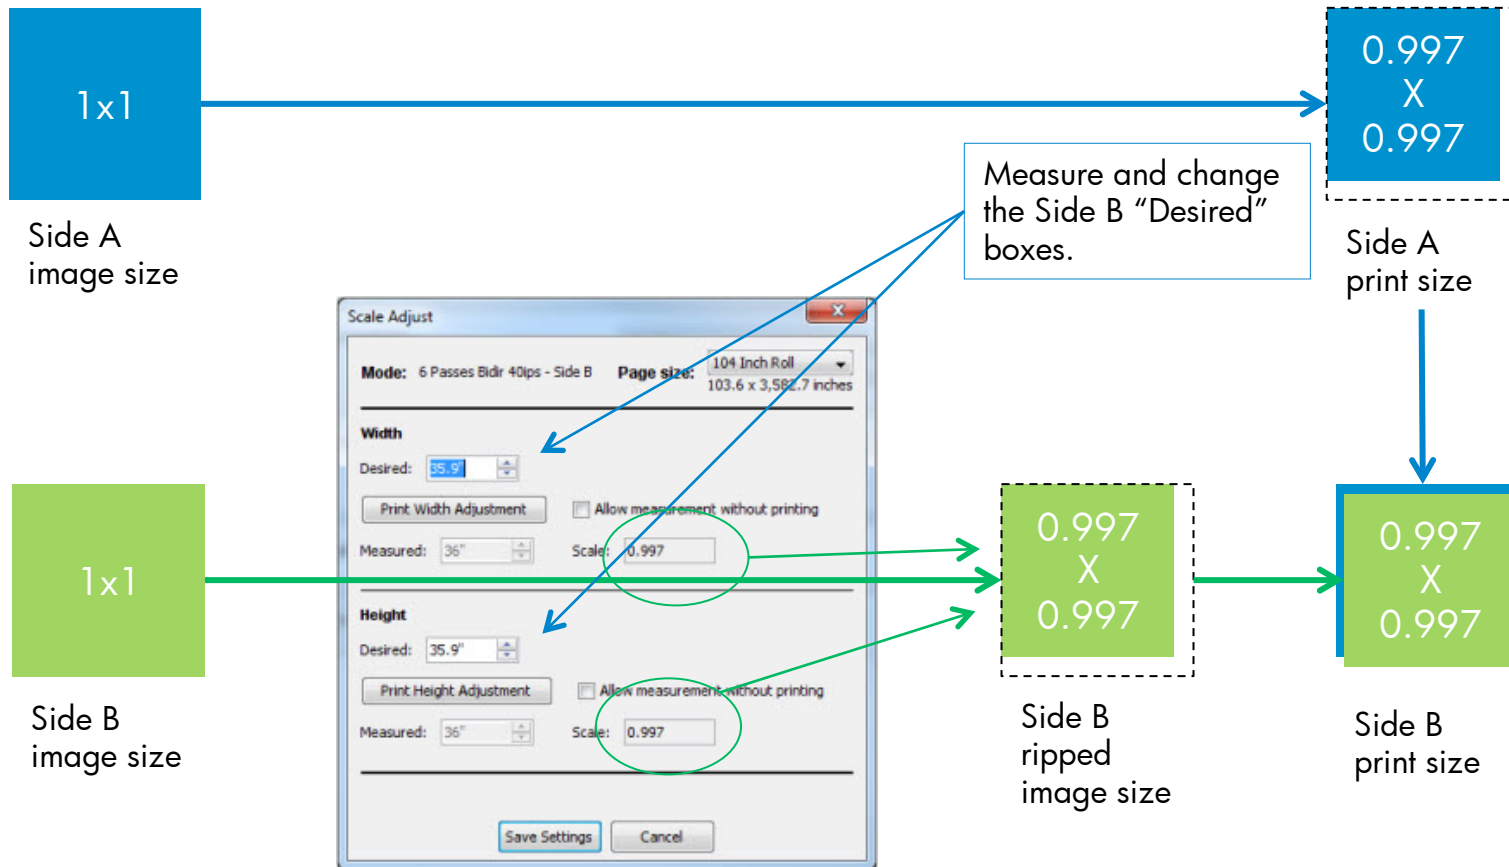 1x1
0.997
X
0.997
Side A
image size
Measure and change
the Side B “Desired”
boxes.
Side A
print size
Scale Adjust
Mode: 6 Passes Bidir 40ips - Side B Page size: 104 Inch Roll
103.6 x 3,582.7 inches
Width
Desired: 35.9"
Print Width Adjustment Allow measurement without printing
Measured: 36" Scale: 0.997
Height
Desired: 35.9"
Print Height Adjustment Allow measurement without printing
Measured: 36" Scale: 0.997
Save Settings Cancel
1x1
Side B
image size
0.997
X
0.997
Side B
ripped
image size
0.997
X
0.997
Side B
print size